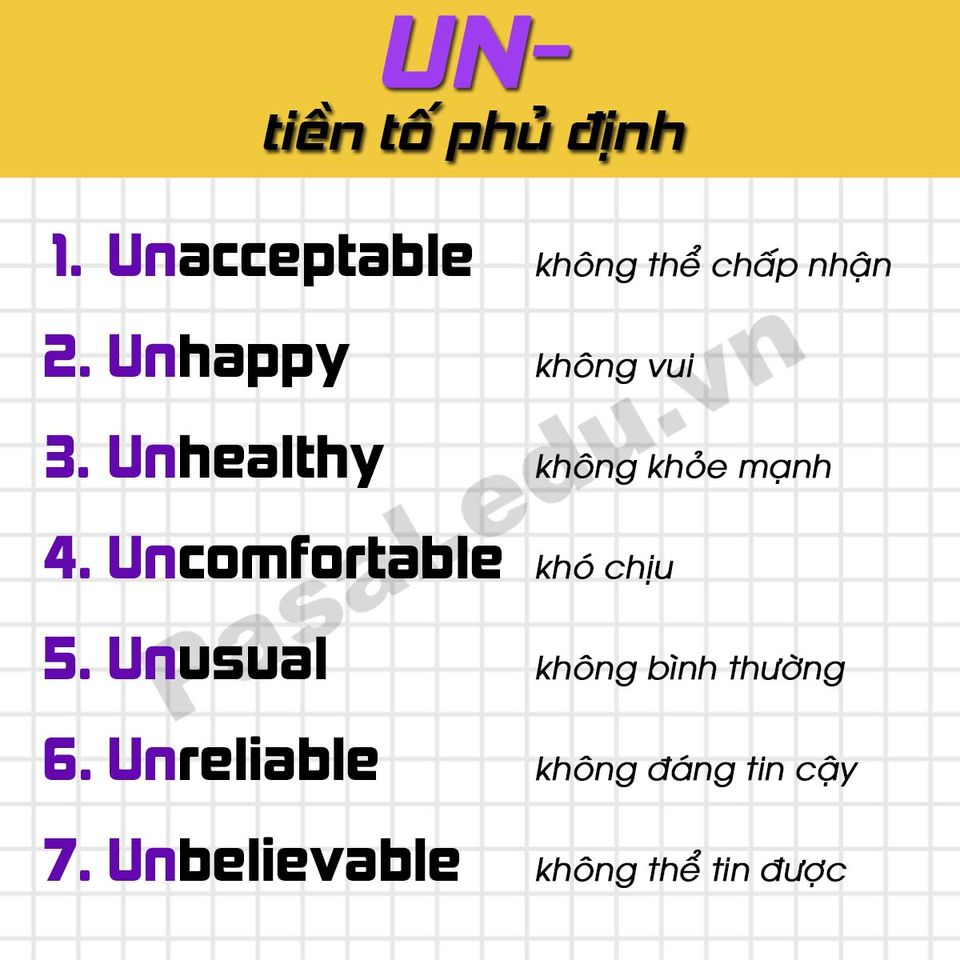 UN-
tiền tố phủ định
1. Unacceptable không thể chấp nhận
2. Unhappy không vui
3. Unhealthy không khỏe mạnh
4. Uncomfortable khó chịu
5. Unusual không bình thường
6. Unreliable không đáng tin cậy
7. Unbelievable không thể tin được
Pasal.edu.vn